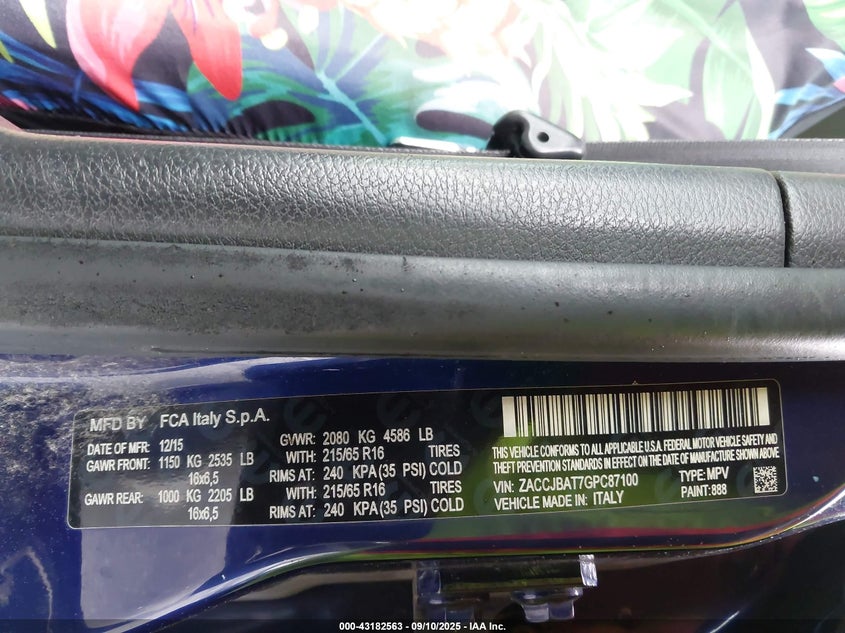 MFD BY FCA Italy S.p.A.
DATE OF MFR: 12/15 GVWR: 2080 KG 4586 LB
GAWR FRONT: 1150 KG 2535 LB WITH: 215/65 R16 TIRES
16x6,5 RIMS AT: 240 KPA(35 PSI) COLD
GAWR REAR: 1000 KG 2205 LB WITH: 215/65 R16 TIRES
16x6,5 RIMS AT: 240 KPA(35 PSI) COLD
THIS VEHICLE CONFORMS TO ALL APPLICABLE U.S.A. FEDERAL MOTOR VEHICLE SAFETY AND
THEFT PREVENTION STANDARDS IN EFFECT ON THE DATE OF MANUFACTURE SHOWN ABOVE.
VIN: ZACCJBAT7GPC87100 TYPE: MPV
VEHICLE MADE IN: ITALY PAINT: 888
000-43182563 - 09/10/2025 - IAA Inc.